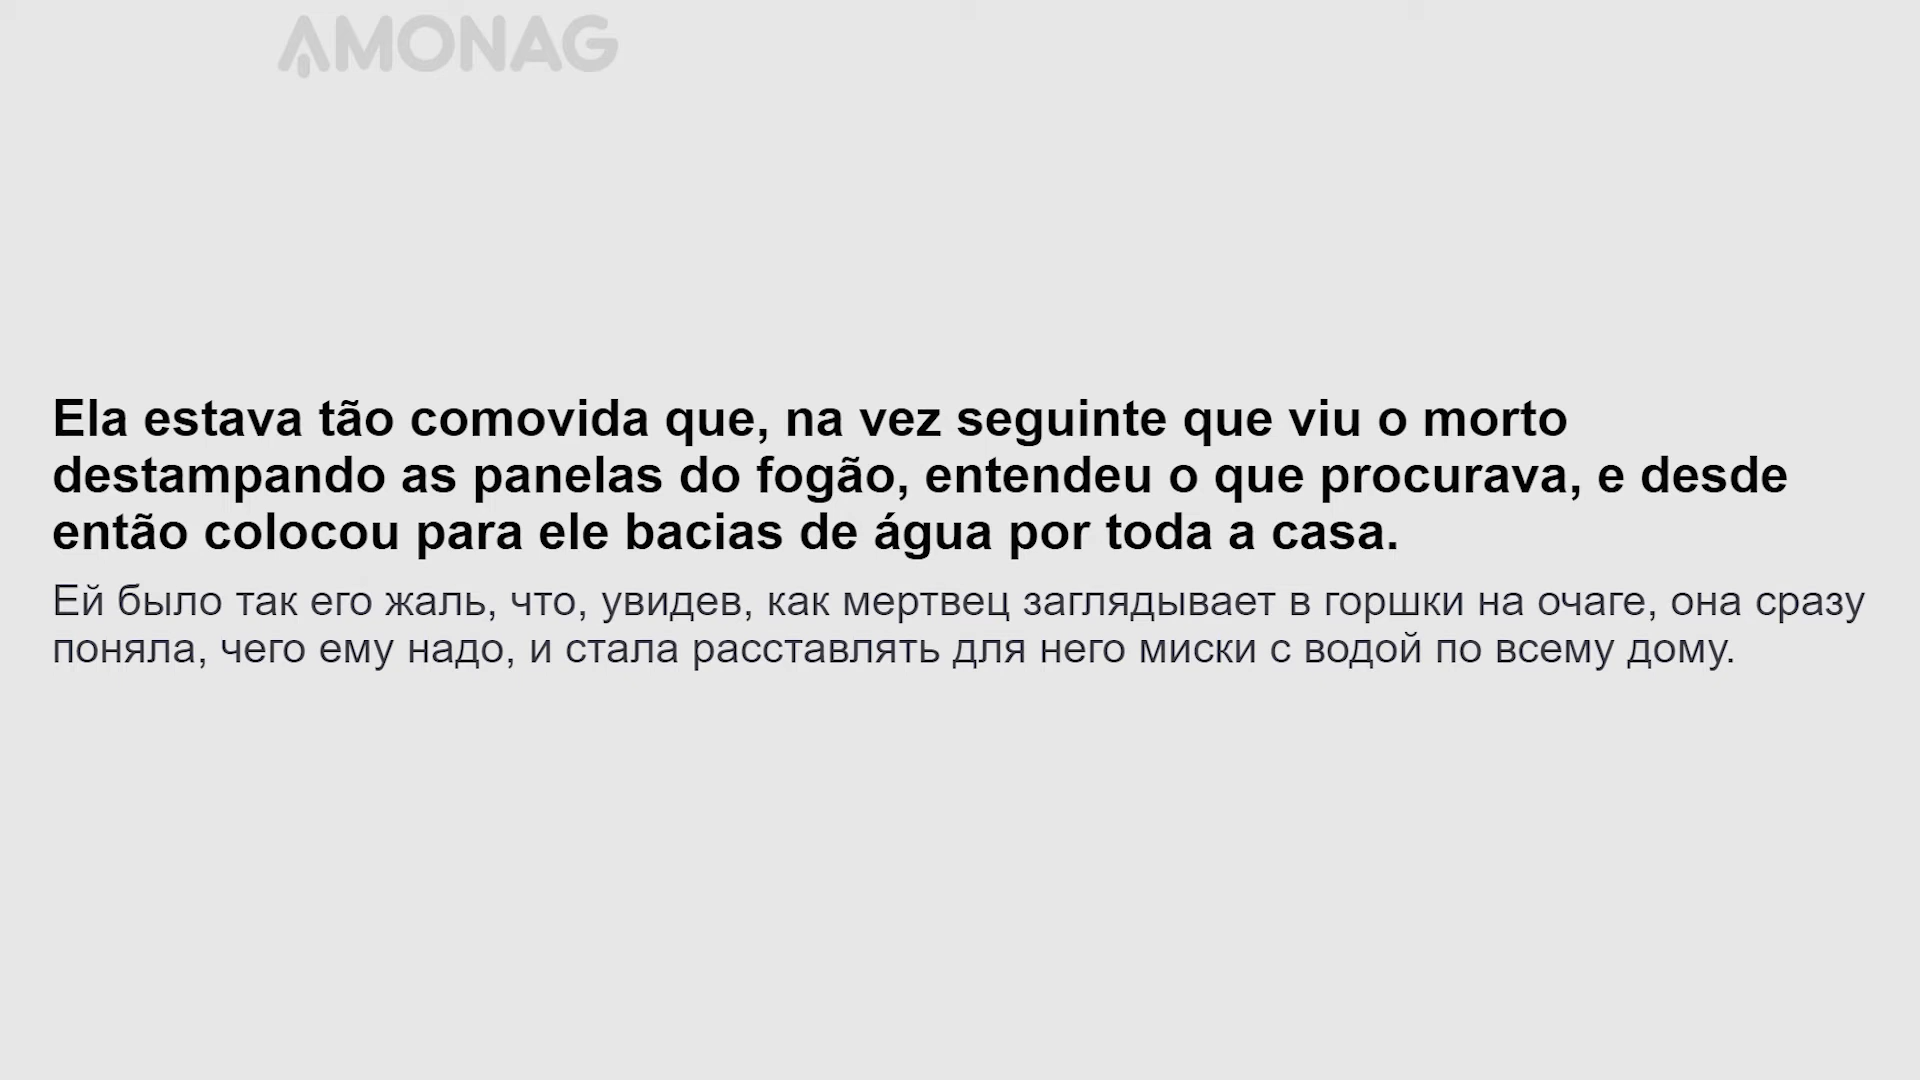 AMONAG
Ela estava tão comovida que, na vez seguinte que viu o morto
destampando as panelas do fogão, entendeu o que procurava, e desde
então colocou para ele bacias de água por toda a casa.
Ей было так его жаль, что, увидев, как мертвец заглядывает в горшки на очаге, она сразу
поняла, чего ему надо, и стала расставлять для него миски с водой по всему дому.